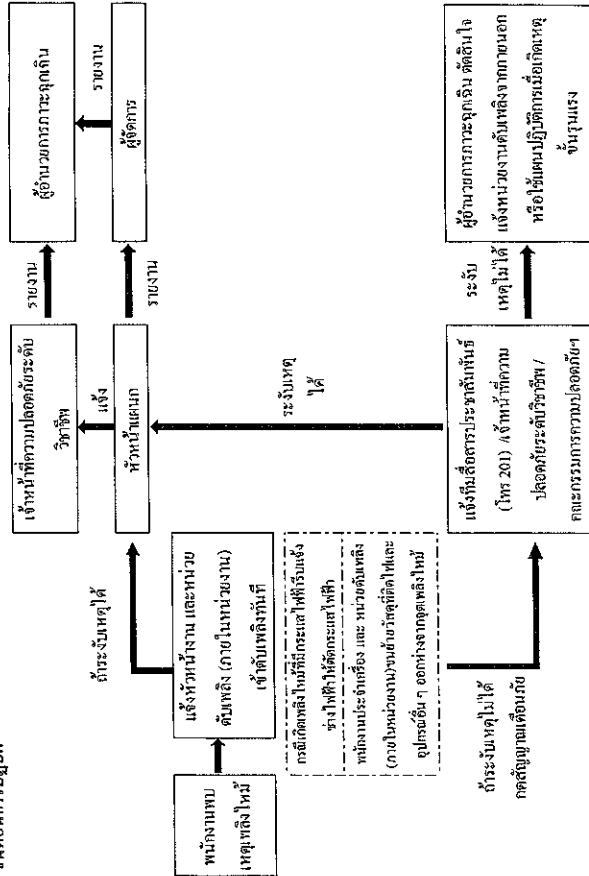 พนักงานพบ
เหตุเพลิงไหม้
แจ้งหัวหน้างาน และหน่วย
ดับเพลิง (ภายในหน่วยงาน)
เข้าดับเพลิงทันที
กรณีเกิดเพลิงไหม้ที่มีกระแสไฟฟ้ารีบแจ้ง
ช่างไฟฟ้าให้ตัดกระแสไฟฟ้า
พนักงานประจำเครื่อง และ หน่วยดับเพลิง
(ภายในหน่วยงาน)ขนย้ายวัสดุที่ติดไฟและ
อุปกรณ์อื่น ๆ ออกห่างจากจุดเพลิงไหม้
ถ้าระงับเหตุได้
ถ้าระงับเหตุไม่ได้
กดสัญญาณเตือนภัย
เจ้าหน้าที่ความปลอดภัยระดับ
วิชาชีพ
แจ้ง
หัวหน้าแผนก
ระงับเหตุ
ได้
แจ้งทีมสื่อสารประชาสัมพันธ์
(โทร 201) /เจ้าหน้าที่ความ
ปลอดภัยระดับวิชาชีพ /
คณะกรรมการความปลอดภัยฯ
รายงาน
รายงาน
ระงับ
เหตุไม่ได้
ผู้อำนวยการภาวะฉุกเฉิน
รายงาน
ผู้จัดการ
ผู้อำนวยการภาวะฉุกเฉิน ตัดสินใจ
แจ้งหน่วยงานดับเพลิงจากภายนอก
หรือใช้แผนปฏิบัติการเมื่อเกิดเหตุ
ขั้นรุนแรง